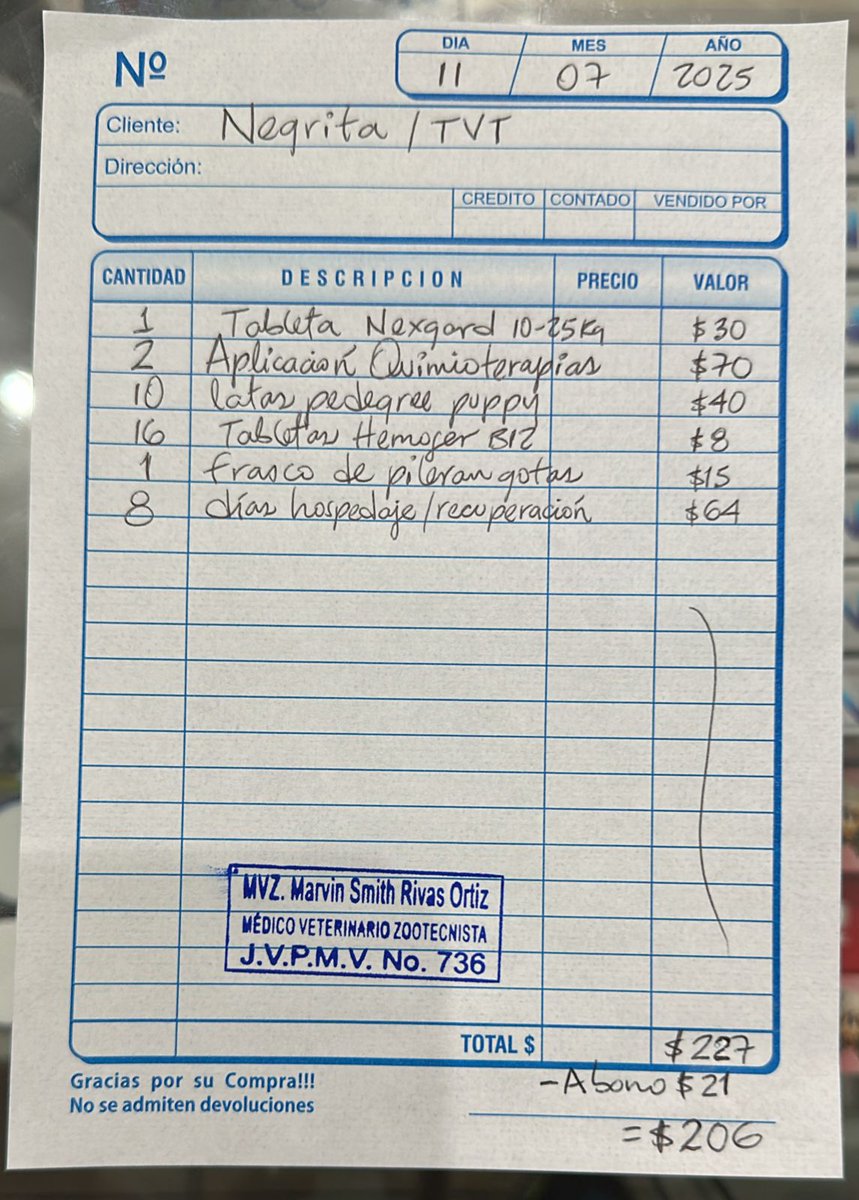 Nº
DIA MES AÑO
11 07 2025
Cliente: Negrita / TVT
Dirección:
CREDITO CONTADO VENDIDO POR
CANTIDAD DESCRIPCION PRECIO VALOR
1 Tableta Nexgard 10-25Kg $30
2 Aplicación Quimioterapias $70
10 latas pedegree puppy $40
16 Tabletas Hemoger B12 $8
1 frasco de pileran gotas $15
8 días hospedaje/recuperación $64
MVZ. Marvin Smith Rivas Ortiz
MÉDICO VETERINARIO ZOOTECNISTA
J.V.P.M.V. No. 736
TOTAL $ $227
Gracias por su Compra!!! -Abono $21
No se admiten devoluciones
=$206